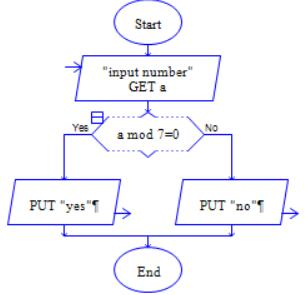 Start
"input number"
GET a
Yes
a mod 7=0
No
PUT "yes"¶
PUT "no"¶
End